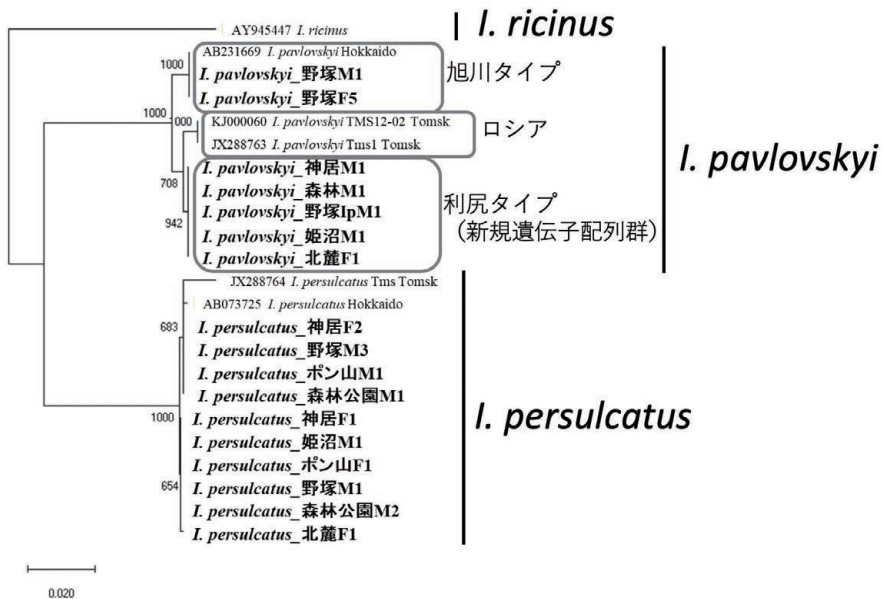 AY945447 I. ricinus
I. ricinus
AB231669 I. pavlovskyi Hokkaido
I. pavlovskyi_野塚M1
I. pavlovskyi_野塚F5
旭川タイプ
KJ000060 I. pavlovskyi TMS12-02 Tomsk
JX288763 I. pavlovskyi Tms1 Tomsk
ロシア
I. pavlovskyi_神居M1
I. pavlovskyi_森林M1
I. pavlovskyi_野塚IpM1
I. pavlovskyi_姫沼M1
I. pavlovskyi_北麓F1
利尻タイプ
（新規遺伝子配列群）
I. pavlovskyi
JX288764 I. persulcatus Tms Tomsk
AB073725 I. persulcatus Hokkaido
I. persulcatus_神居F2
I. persulcatus_野塚M3
I. persulcatus_ポン山M1
I. persulcatus_森林公園M1
I. persulcatus_神居F1
I. persulcatus_姫沼M1
I. persulcatus_ポン山F1
I. persulcatus_野塚M1
I. persulcatus_森林公園M2
I. persulcatus_北麓F1
I. persulcatus
1000
1000
000
708
942
683
1000
654
0.020